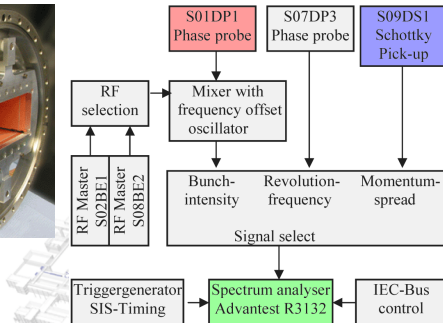 S01DP1
Phase probe
S07DP3
Phase probe
S09DS1
Schottky
Pick-up
RF
selection
Mixer with
frequency offset
oscillator
RF Master
S02BE1
RF Master
S08BE2
Bunch-
intensity
Revolution-
frequency
Momentum-
spread
Signal select
Triggergenerator
SIS-Timing
Spectrum analyser
Advantest R3132
IEC-Bus
control